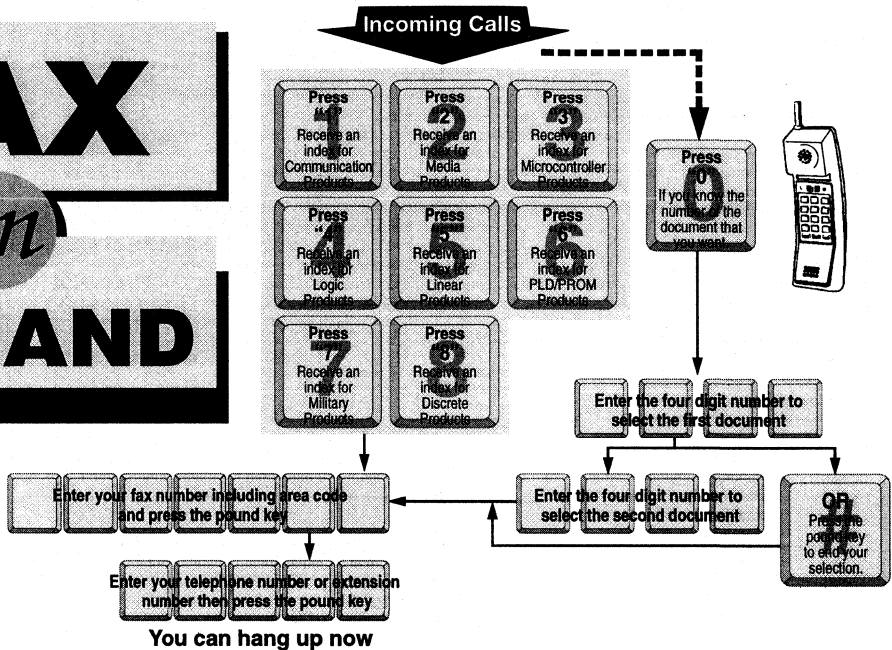 Incoming Calls
AX
n
AND
Press
"1"
Receive an
index for
Communication
Products
Press
"2"
Receive an
index for
Media
Products
Press
"3"
Receive an
index for
Microcontroller
Products
Press
"0"
If you know the
number of the
document that
you want
Press
"4"
Receive an
index for
Logic
Products
Press
"5"
Receive an
index for
Linear
Products
Press
"6"
Receive an
index for
PLD/PROM
Products
Press
"7"
Receive an
index for
Military
Products
Press
"8"
Receive an
index for
Discrete
Products
Enter the four digit number to
select the first document
Enter the four digit number to
select the second document
OR
Press the
pound key
to end your
selection.
#
Enter your fax number including area code
and press the pound key
Enter your telephone number or extension
number then press the pound key
You can hang up now